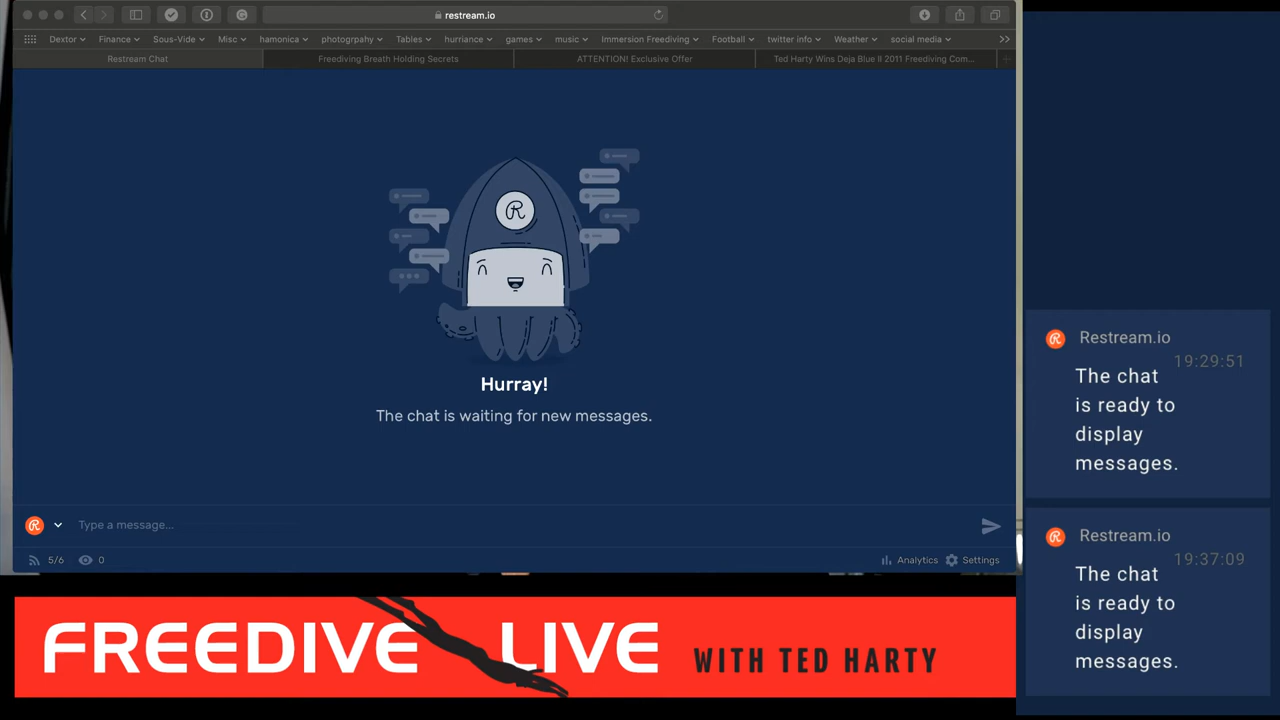 restream.io
Dextor Finance Sous-Vide Misc hamonica photogrpahy Tables hurriance games music Immersion Freediving Football twitter info Weather social media
Restream Chat Freediving Breath Holding Secrets ATTENTION! Exclusive Offer Ted Harty Wins Deja Blue II 2011 Freediving Com...
R
Hurray!
The chat is waiting for new messages.
Type a message...
5/6 0 Analytics Settings
Restream.io
19:29:51
The chat
is ready to
display
messages.
Restream.io
19:37:09
The chat
is ready to
display
messages.
FREEDIVE LIVE WITH TED HARTY